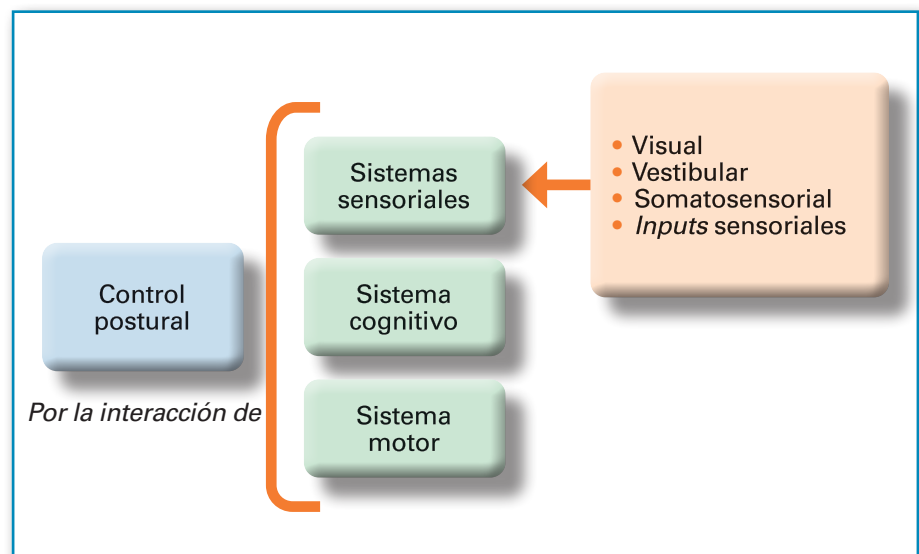 Control
postural
Por la interacción de
Sistemas
sensoriales
Sistema
cognitivo
Sistema
motor
• Visual
• Vestibular
• Somatosensorial
• Inputs sensoriales